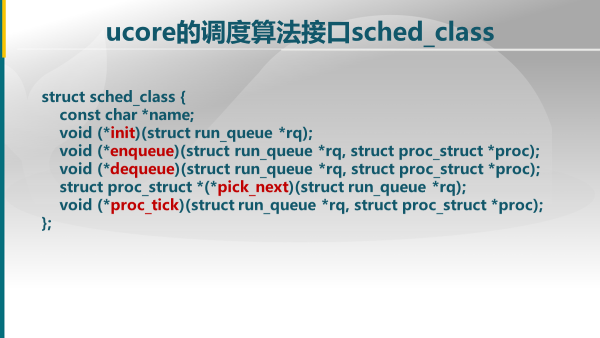 ucore的调度算法接口sched_class
struct sched_class {
const char *name;
void (*init)(struct run_queue *rq);
void (*enqueue)(struct run_queue *rq, struct proc_struct *proc);
void (*dequeue)(struct run_queue *rq, struct proc_struct *proc);
struct proc_struct *(*pick_next)(struct run_queue *rq);
void (*proc_tick)(struct run_queue *rq, struct proc_struct *proc);
};